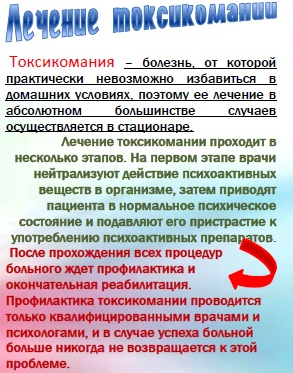 Лечение токсикомании
Токсикомания – болезнь, от которой
практически невозможно избавиться в
домашних условиях, поэтому ее лечение в
абсолютном большинстве случаев
осуществляется в стационаре.
Лечение токсикомании проходит в
несколько этапов. На первом этапе врачи
нейтрализуют действие психоактивных
веществ в организме, затем приводят
пациента в нормальное психическое
состояние и подавляют его пристрастие к
употреблению психоактивных препаратов.
После прохождения всех процедур
больного ждет профилактика и
окончательная реабилитация.
Профилактика токсикомании проводится
только квалифицированными врачами и
психологами, и в случае успеха больной
больше никогда не возвращается к этой
проблеме.